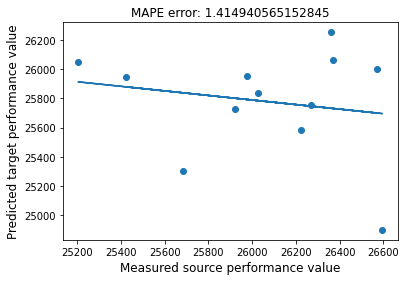 MAPE error: 1.414940565152845
Predicted target performance value
26200
26000
25800
25600
25400
25200
25000
25200 25400 25600 25800 26000 26200 26400 26600
Measured source performance value